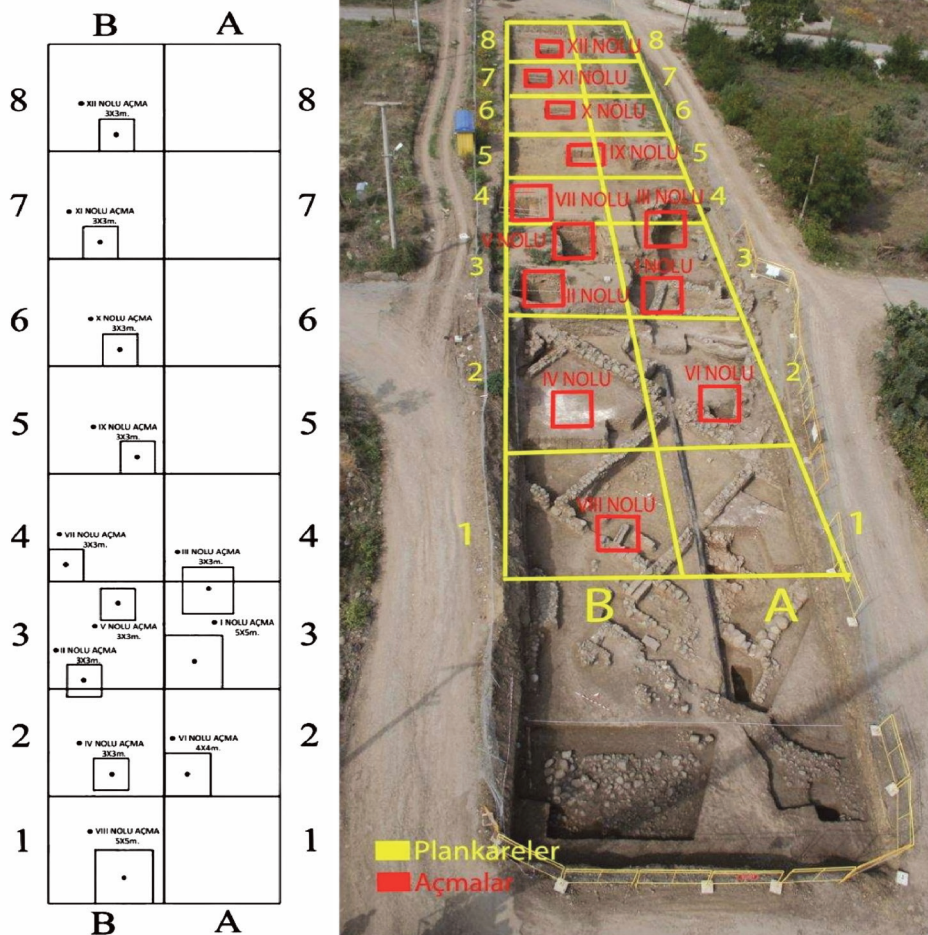 B A
8 8
XII NOLU AÇMA
3X3m.
7 7
XI NOLU AÇMA
3X3m.
6 6
X NOLU AÇMA
3X3m.
5 5
IX NOLU AÇMA
3X3m.
4 4
VII NOLU AÇMA
3X3m.
III NOLU AÇMA
3X3m.
3 3
I NOLU AÇMA
5X5m.
V NOLU AÇMA
3X3m.
II NOLU AÇMA
3X3m.
2 2
IV NOLU AÇMA
3X3m.
VI NOLU AÇMA
4X4m.
1 1
VIII NOLU AÇMA
5X5m.
B A
8 XII NOLU 8
7 XI NOLU 7
6 X NOLU 6
5 IX NOLU 5
4 VII NOLU III NOLU 4
V NOLU
3 I NOLU 3
II NOLU
2 IV NOLU VI NOLU 2
1 VIII NOLU 1
B A
Plankareler
Açmalar